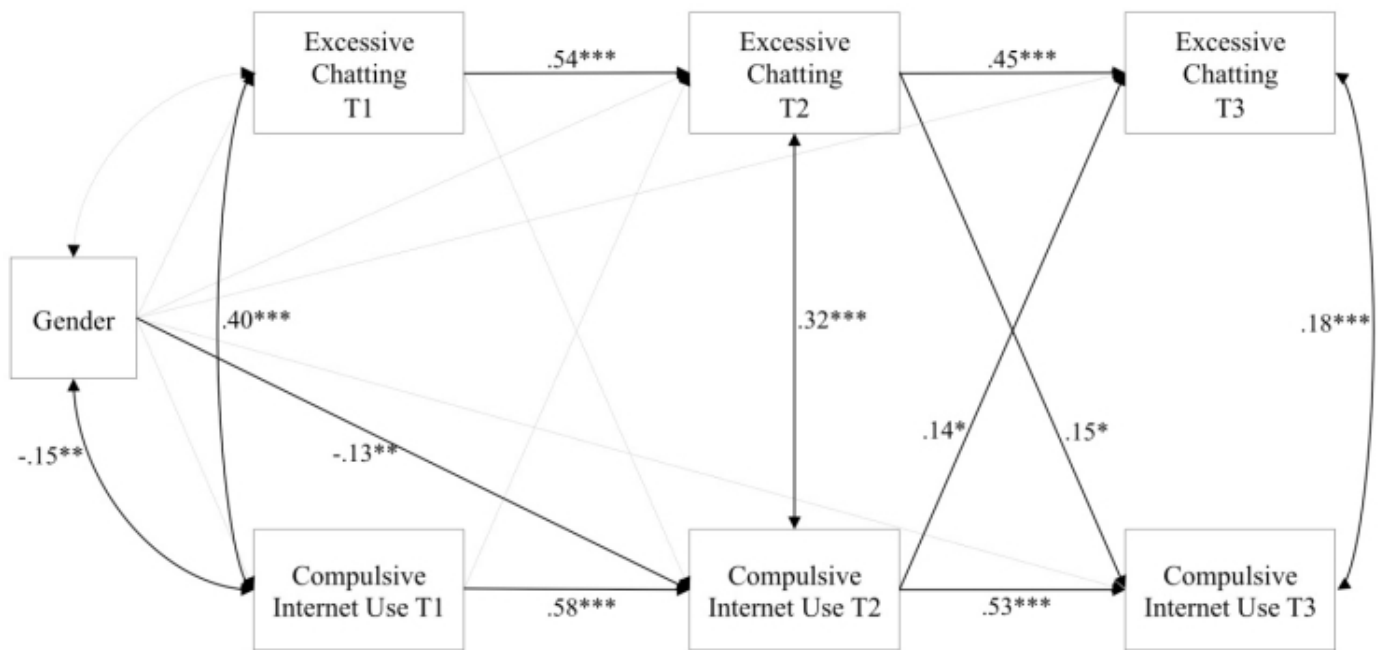 Excessive
Chatting
T1
.54***
Excessive
Chatting
T2
.45***
Excessive
Chatting
T3
Gender
.40***
.32***
.18***
-.15**
-.13**
.14*
.15*
Compulsive
Internet Use T1
.58***
Compulsive
Internet Use T2
.53***
Compulsive
Internet Use T3